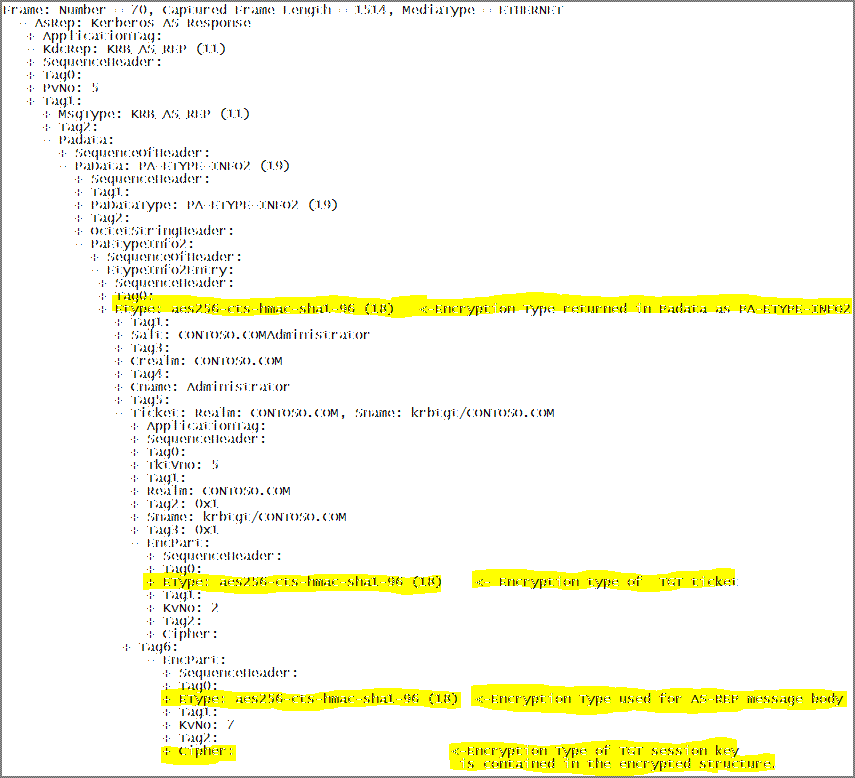 Frame: Number = 70, Captured Frame Length = 1514, MediaType = ETHERNET
- AsRep: Kerberos AS Response
+ ApplicationTag:
- KdcRep: KRB_AS_REP (11)
+ SequenceHeader:
+ Tag0:
+ PvNo: 5
+ Tag1:
+ MsgType: KRB_AS_REP (11)
+ Tag2:
- Padata:
+ SequenceOfHeader:
- PaData: PA-ETYPE-INFO2 (19)
+ SequenceHeader:
+ Tag1:
+ PaDataType: PA-ETYPE-INFO2 (19)
+ Tag2:
+ OctetStringHeader:
- PaEtypeInfo2:
+ SequenceOfHeader:
- EtypeInfo2Entry:
+ SequenceHeader:
+ Tag0:
+ Etype: aes256-cts-hmac-sha1-96 (18) <-Encryption Type returned in Padata as PA-ETYPE-INFO2
+ Tag1:
+ Salt: CONTOSO.COMAdministrator
+ Tag3:
+ Crealm: CONTOSO.COM
+ Tag4:
+ Cname: Administrator
+ Tag5:
- Ticket: Realm: CONTOSO.COM, Sname: krbtgt/CONTOSO.COM
+ ApplicationTag:
+ SequenceHeader:
+ Tag0:
+ TktVno: 5
+ Tag1:
+ Realm: CONTOSO.COM
+ Tag2: 0x1
+ Sname: krbtgt/CONTOSO.COM
+ Tag3: 0x1
- EncPart:
+ SequenceHeader:
+ Tag0:
+ EType: aes256-cts-hmac-sha1-96 (18) <- Encryption type of TGT ticket
+ Tag1:
+ KvNo: 2
+ Tag2:
+ Cipher:
+ Tag6:
- EncPart:
+ SequenceHeader:
+ Tag0:
+ EType: aes256-cts-hmac-sha1-96 (18) <-Encryption Type used for AS-REP message body
+ Tag1:
+ KvNo: 7
+ Tag2:
+ Cipher: <-Encryption Type of TGT session key
is contained in the encrypted structure.